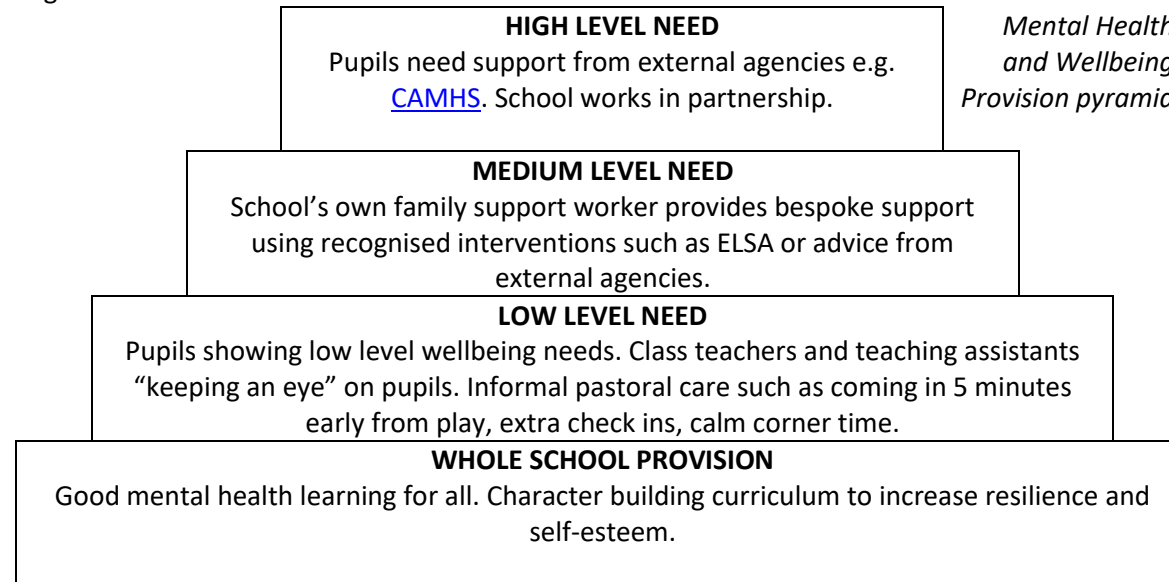 HIGH LEVEL NEED
Pupils need support from external agencies e.g.
CAMHS. School works in partnership.
Mental Health
and Wellbeing
Provision pyramid
MEDIUM LEVEL NEED
School’s own family support worker provides bespoke support
using recognised interventions such as ELSA or advice from
external agencies.
LOW LEVEL NEED
Pupils showing low level wellbeing needs. Class teachers and teaching assistants
“keeping an eye” on pupils. Informal pastoral care such as coming in 5 minutes
early from play, extra check ins, calm corner time.
WHOLE SCHOOL PROVISION
Good mental health learning for all. Character building curriculum to increase resilience and
self-esteem.